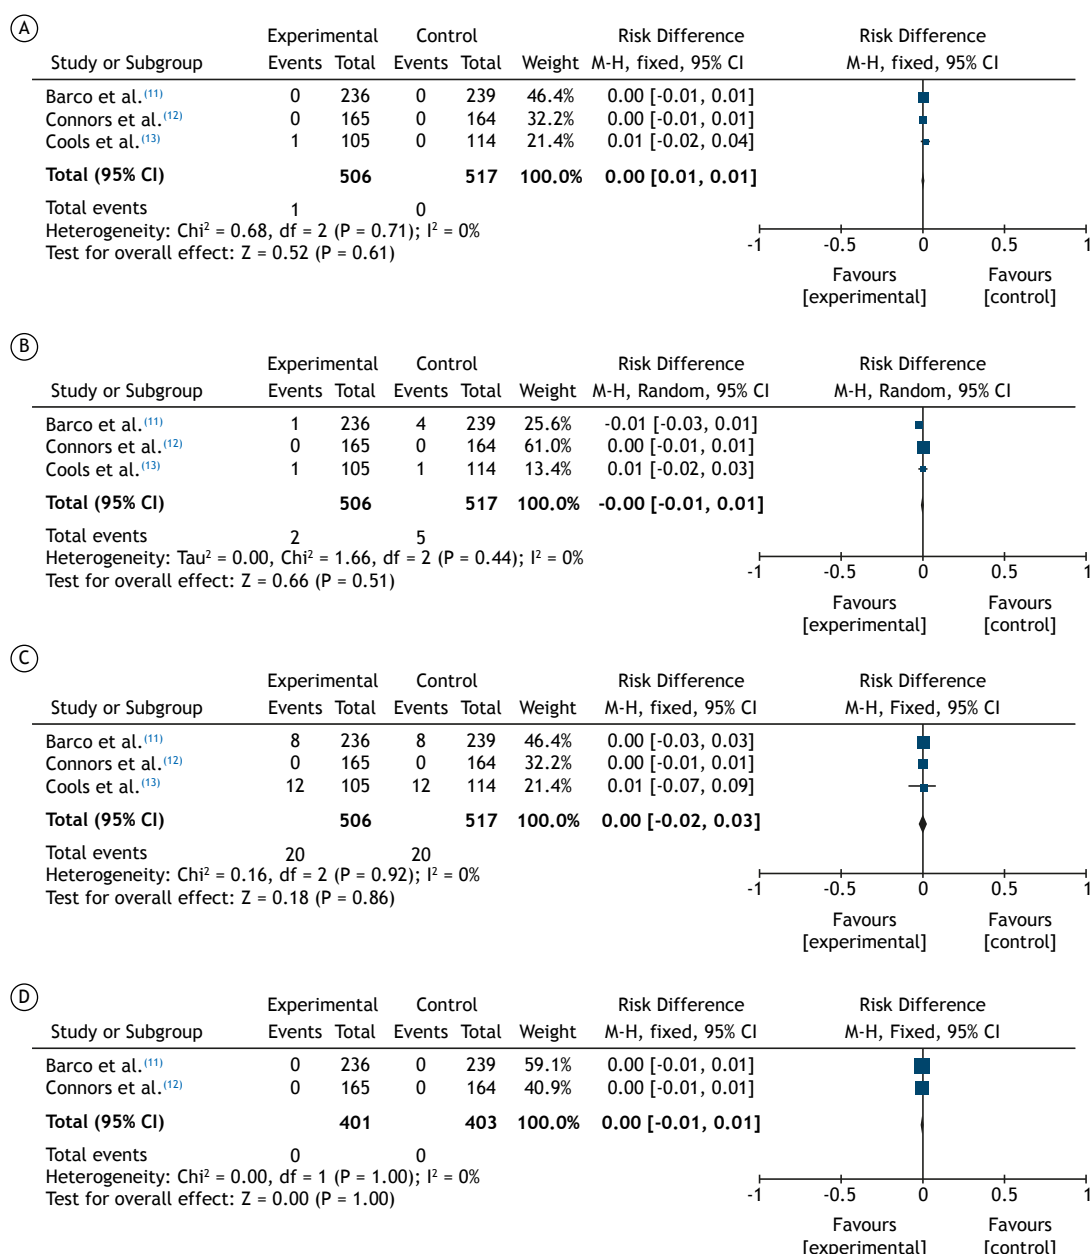 A
Experimental Control Risk Difference Risk Difference
Study or Subgroup Events Total Events Total Weight M-H, fixed, 95% CI M-H, fixed, 95% CI
Barco et al.(11) 0 236 0 239 46.4% 0.00 [-0.01, 0.01]
Connors et al.(12) 0 165 0 164 32.2% 0.00 [-0.01, 0.01]
Cools et al.(13) 1 105 0 114 21.4% 0.01 [-0.02, 0.04]
Total (95% CI) 506 517 100.0% 0.00 [0.01, 0.01]
Total events 1 0
Heterogeneity: Chi² = 0.68, df = 2 (P = 0.71); I² = 0%
Test for overall effect: Z = 0.52 (P = 0.61)
-1 -0.5 0 0.5 1
Favours Favours
[experimental] [control]
B
Experimental Control Risk Difference Risk Difference
Study or Subgroup Events Total Events Total Weight M-H, Random, 95% CI M-H, Random, 95% CI
Barco et al.(11) 1 236 4 239 25.6% -0.01 [-0.03, 0.01]
Connors et al.(12) 0 165 0 164 61.0% 0.00 [-0.01, 0.01]
Cools et al.(13) 1 105 1 114 13.4% 0.01 [-0.02, 0.03]
Total (95% CI) 506 517 100.0% -0.00 [-0.01, 0.01]
Total events 2 5
Heterogeneity: Tau² = 0.00, Chi² = 1.66, df = 2 (P = 0.44); I² = 0%
Test for overall effect: Z = 0.66 (P = 0.51)
-1 -0.5 0 0.5 1
Favours Favours
[experimental] [control]
C
Experimental Control Risk Difference Risk Difference
Study or Subgroup Events Total Events Total Weight M-H, fixed, 95% CI M-H, Fixed, 95% CI
Barco et al.(11) 8 236 8 239 46.4% 0.00 [-0.03, 0.03]
Connors et al.(12) 0 165 0 164 32.2% 0.00 [-0.01, 0.01]
Cools et al.(13) 12 105 12 114 21.4% 0.01 [-0.07, 0.09]
Total (95% CI) 506 517 100.0% 0.00 [-0.02, 0.03]
Total events 20 20
Heterogeneity: Chi² = 0.16, df = 2 (P = 0.92); I² = 0%
Test for overall effect: Z = 0.18 (P = 0.86)
-1 -0.5 0 0.5 1
Favours Favours
[experimental] [control]
D
Experimental Control Risk Difference Risk Difference
Study or Subgroup Events Total Events Total Weight M-H, fixed, 95% CI M-H, Fixed, 95% CI
Barco et al.(11) 0 236 0 239 59.1% 0.00 [-0.01, 0.01]
Connors et al.(12) 0 165 0 164 40.9% 0.00 [-0.01, 0.01]
Total (95% CI) 401 403 100.0% 0.00 [-0.01, 0.01]
Total events 0 0
Heterogeneity: Chi² = 0.00, df = 1 (P = 1.00); I² = 0%
Test for overall effect: Z = 0.00 (P = 1.00)
-1 -0.5 0 0.5 1
Favours Favours
[experimental] [control]